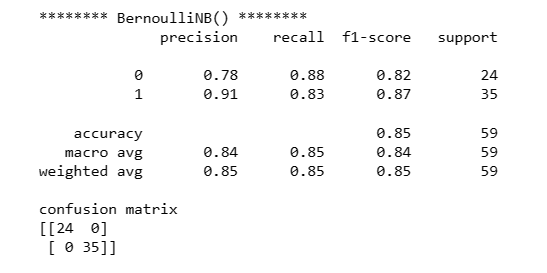 ******** BernoulliNB() ********
precision recall f1-score support
0 0.78 0.88 0.82 24
1 0.91 0.83 0.87 35
accuracy 0.85 59
macro avg 0.84 0.85 0.84 59
weighted avg 0.85 0.85 0.85 59
confusion matrix
[[24 0]
[ 0 35]]